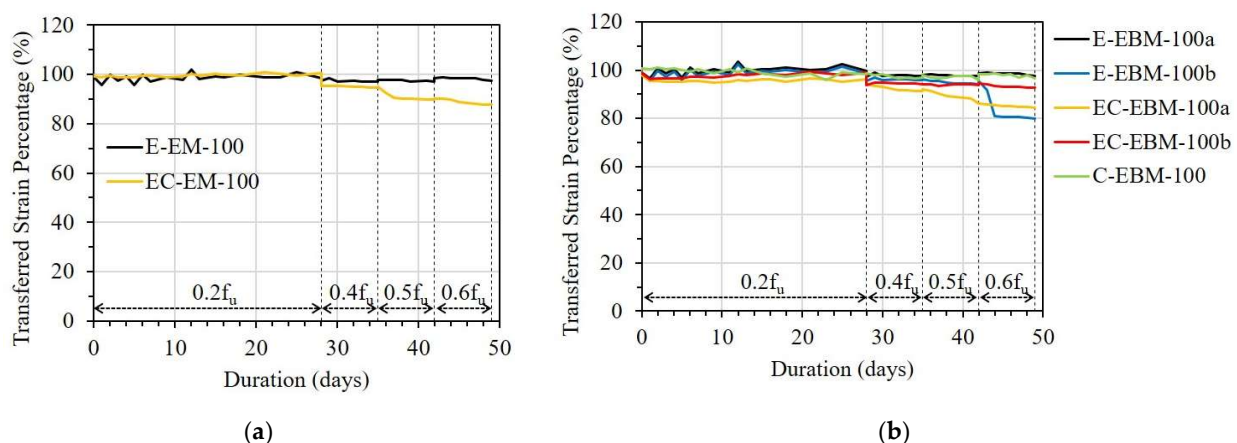 Transferred Strain Percentage (%)
120
100
80
60
40
20
0
E-EM-100
EC-EM-100
0.2fu
0.4fu
0.5fu
0.6fu
0 10 20 30 40 50
Duration (days)
(a)
Transferred Strain Percentage (%)
120
100
80
60
40
20
0
0.2fu
0.4fu
0.5fu
0.6fu
0 10 20 30 40 50
Duration (days)
E-EBM-100a
E-EBM-100b
EC-EBM-100a
EC-EBM-100b
C-EBM-100
(b)